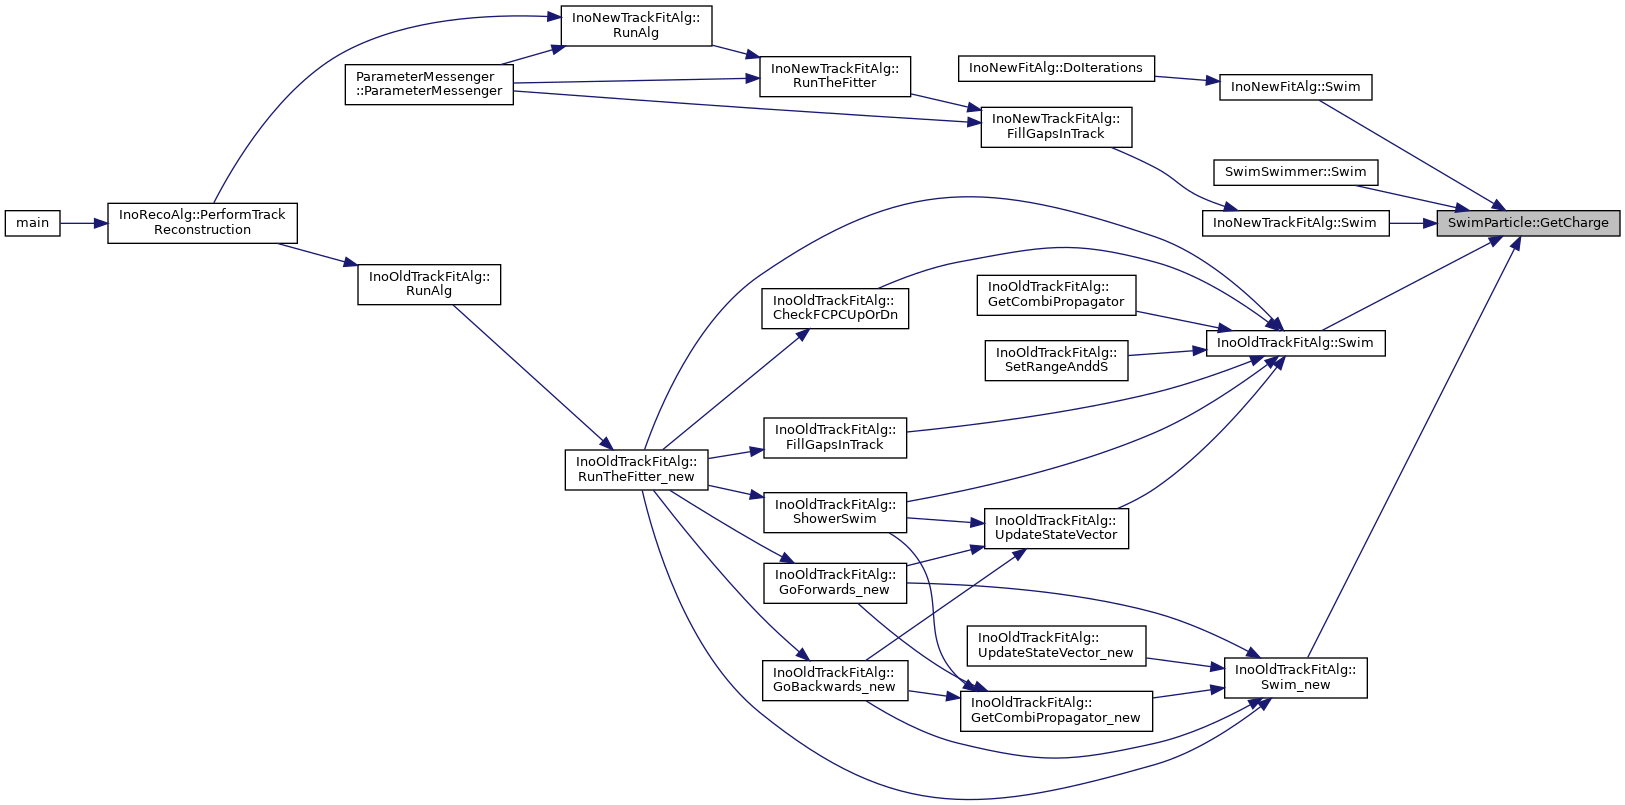 InoNewTrackFitAlg::
RunAlg
ParameterMessenger
::ParameterMessenger
InoNewTrackFitAlg::
RunTheFitter
InoNewFitAlg::DoIterations
InoNewFitAlg::Swim
InoNewTrackFitAlg::
FillGapsInTrack
SwimSwimmer::Swim
main
InoRecoAlg::PerformTrack
Reconstruction
InoNewTrackFitAlg::Swim
SwimParticle::GetCharge
InoOldTrackFitAlg::
RunAlg
InoOldTrackFitAlg::
CheckFCPCUpOrDn
InoOldTrackFitAlg::
GetCombiPropagator
InoOldTrackFitAlg::Swim
InoOldTrackFitAlg::
SetRangeAnddS
InoOldTrackFitAlg::
FillGapsInTrack
InoOldTrackFitAlg::
RunTheFitter_new
InoOldTrackFitAlg::
ShowerSwim
InoOldTrackFitAlg::
UpdateStateVector
InoOldTrackFitAlg::
GoForwards_new
InoOldTrackFitAlg::
UpdateStateVector_new
InoOldTrackFitAlg::
GoBackwards_new
InoOldTrackFitAlg::
Swim_new
InoOldTrackFitAlg::
GetCombiPropagator_new